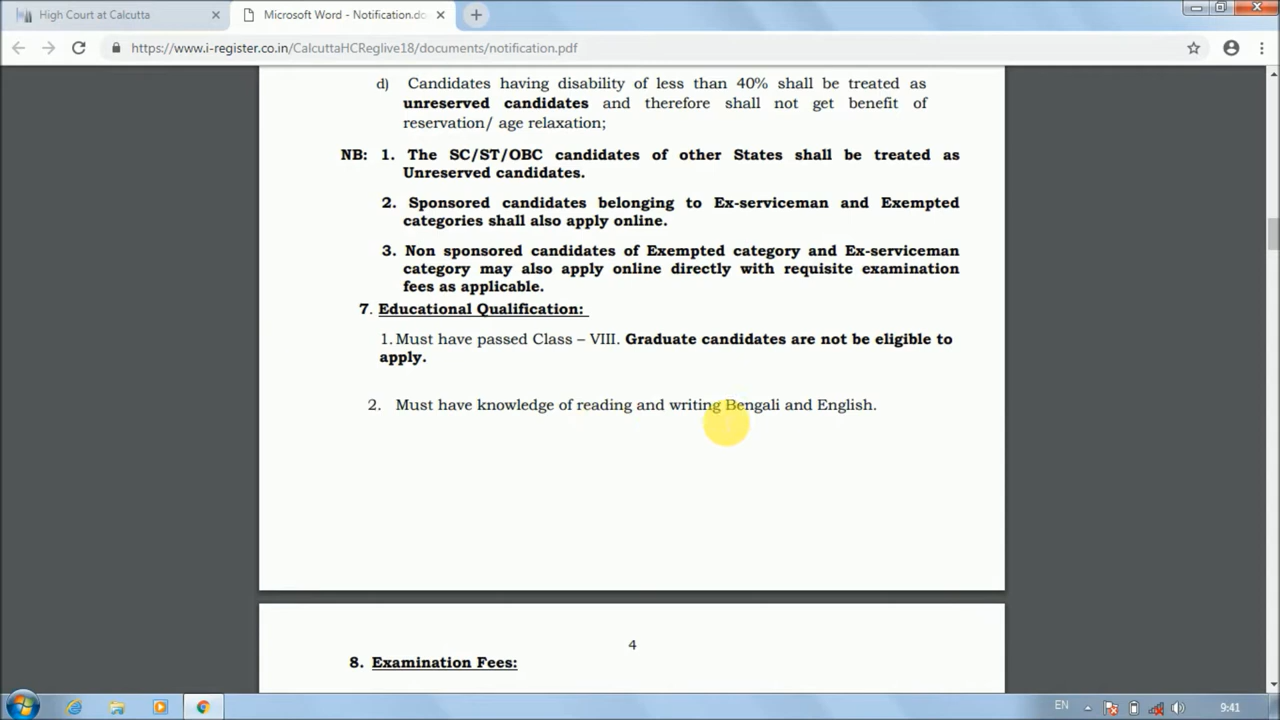 High Court at Calcutta
Microsoft Word - Notification.do
https://www.i-register.co.in/CalcuttaHCReglive18/documents/notification.pdf
d) Candidates having disability of less than 40% shall be treated as
unreserved candidates and therefore shall not get benefit of
reservation/ age relaxation;
NB: 1. The SC/ST/OBC candidates of other States shall be treated as
Unreserved candidates.
2. Sponsored candidates belonging to Ex-serviceman and Exempted
categories shall also apply online.
3. Non sponsored candidates of Exempted category and Ex-serviceman
category may also apply online directly with requisite examination
fees as applicable.
7. Educational Qualification:
1. Must have passed Class – VIII. Graduate candidates are not be eligible to
apply.
2. Must have knowledge of reading and writing Bengali and English.
4
8. Examination Fees:
EN
9:41